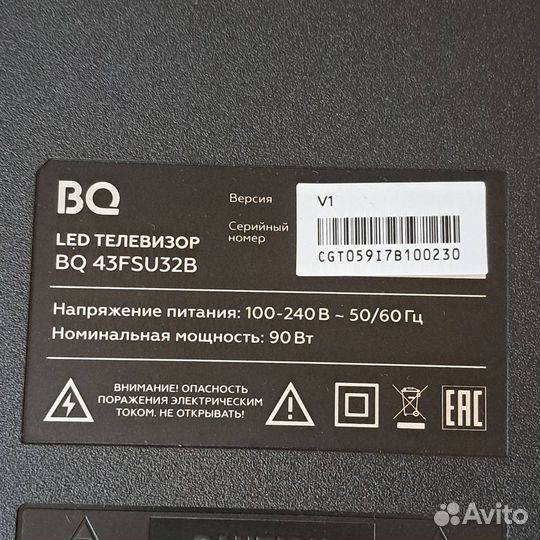 BQ
Версия
V1
Серийный
номер
CGT059I7B100230
LED ТЕЛЕВИЗОР
BQ 43FSU32B
Напряжение питания: 100-240 В ~ 50/60 Гц
Номинальная мощность: 90 Вт
ВНИМАНИЕ! ОПАСНОСТЬ
ПОРАЖЕНИЯ ЭЛЕКТРИЧЕСКИМ
ТОКОМ. НЕ ОТКРЫВАТЬ!
EAC
Avito